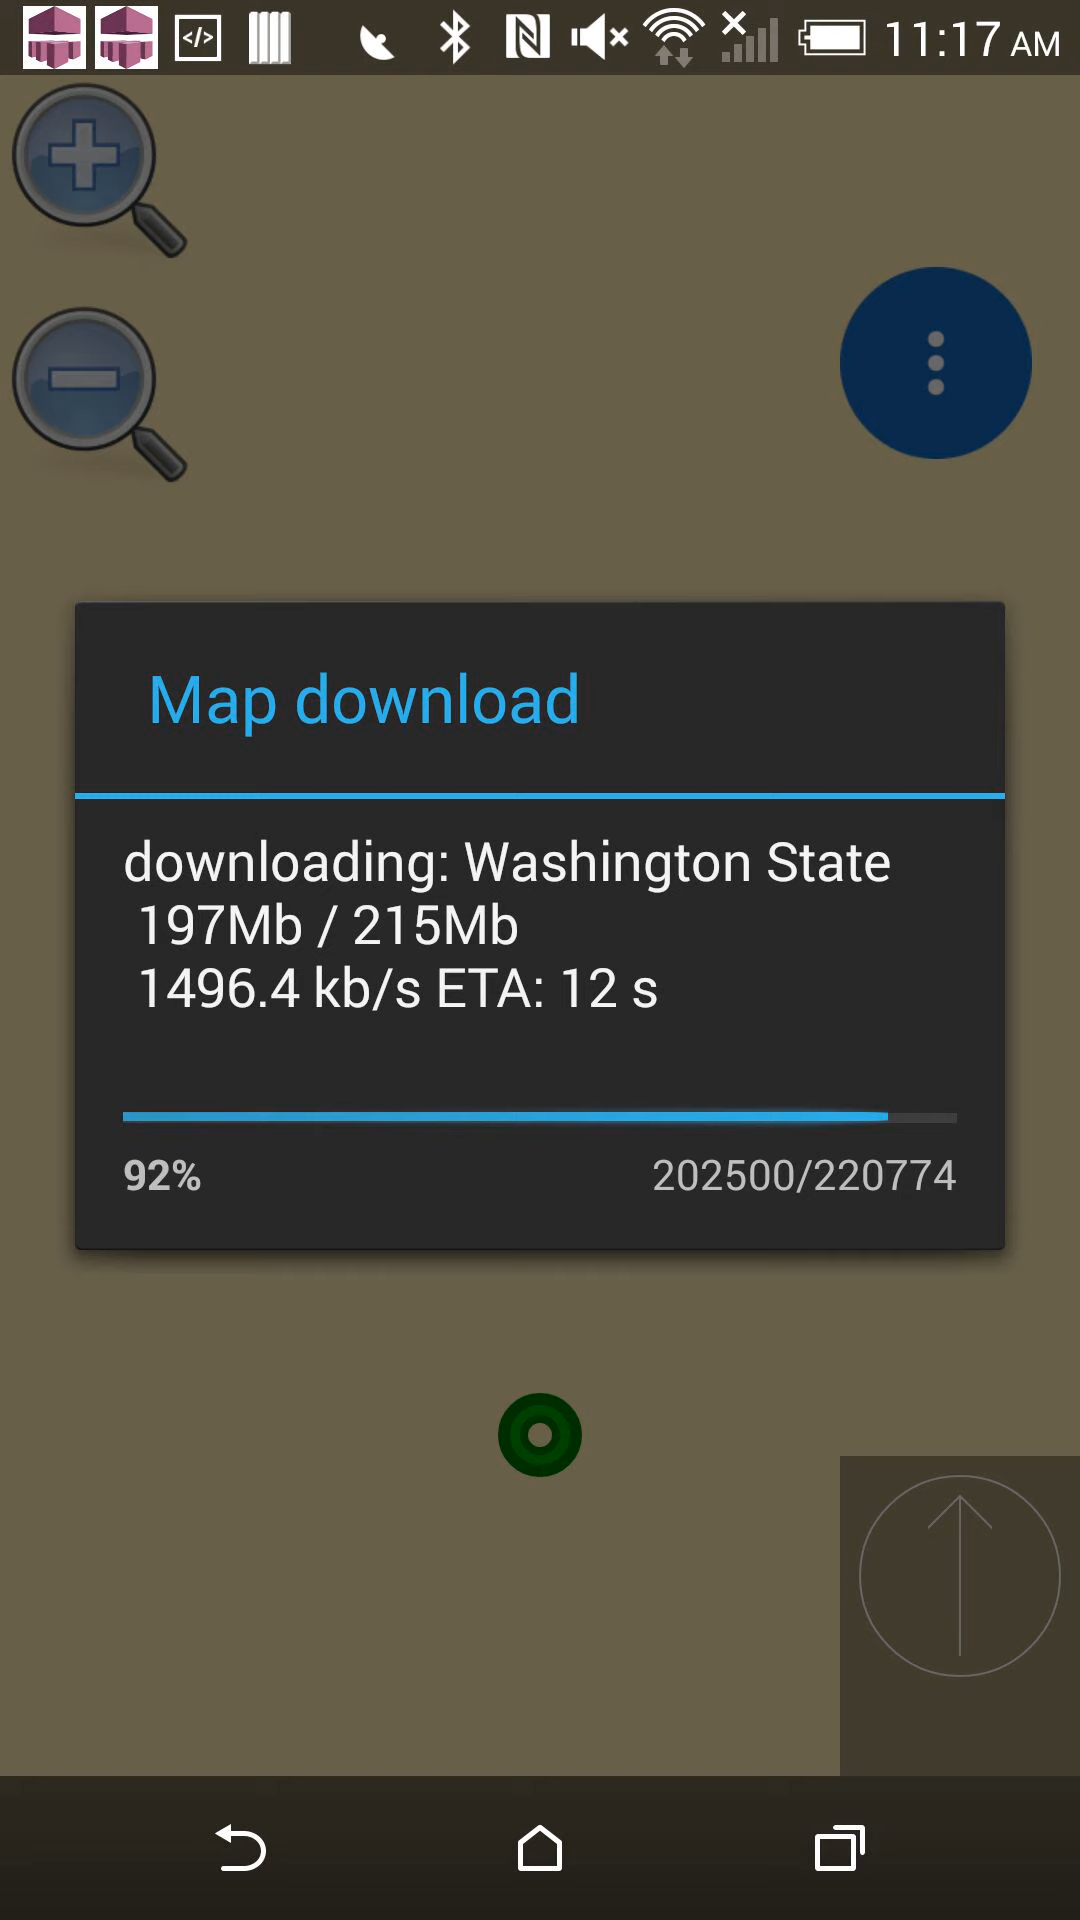 11:17 AM
Map download
downloading: Washington State
197Mb / 215Mb
1496.4 kb/s ETA: 12 s
92%
202500/220774